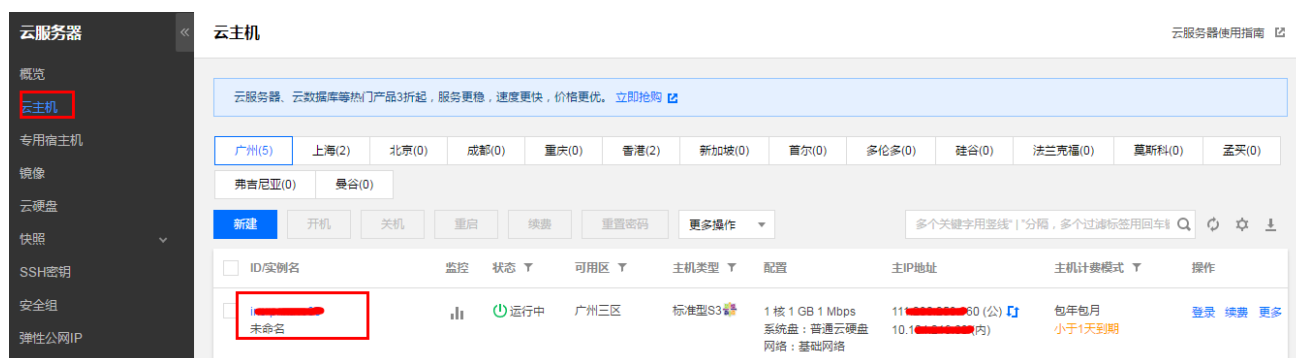 云服务器 «
云主机
云服务器使用指南
概览
云主机
专用宿主机
镜像
云硬盘
快照
SSH密钥
安全组
弹性公网IP
云服务器、云数据库等热门产品3折起，服务更稳，速度更快，价格更优。 立即抢购
广州(5) 上海(2) 北京(0) 成都(0) 重庆(0) 香港(2) 新加坡(0) 首尔(0) 多伦多(0) 硅谷(0) 法兰克福(0) 莫斯科(0) 孟买(0)
弗吉尼亚(0) 曼谷(0)
新建 开机 关机 重启 续费 重置密码 更多操作 多个关键字用竖线"|"分隔，多个过滤标签用回车
ID/实例名 监控 状态 可用区 主机类型 配置 主IP地址 主机计费模式 操作
运行中 广州三区 标准型S3 1 核 1 GB 1 Mbps 111 60 (公) 包年包月 登录 续费 更多
未命名 系统盘：普通云硬盘 10.1 (内) 小于1天到期
网络：基础网络